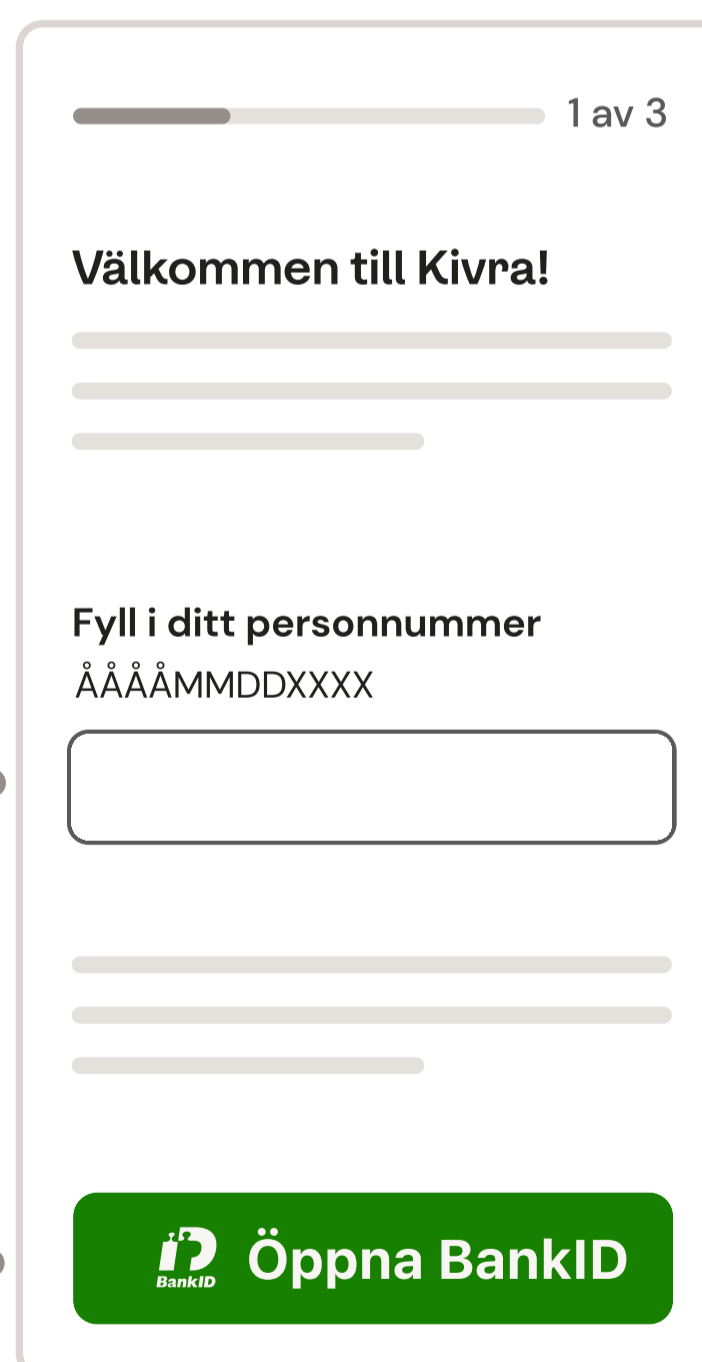 1 av 3
Välkommen till Kivra!
Fyll i ditt personnummer
ÅÅÅÅMMDDXXXX
BankID
Öppna BankID